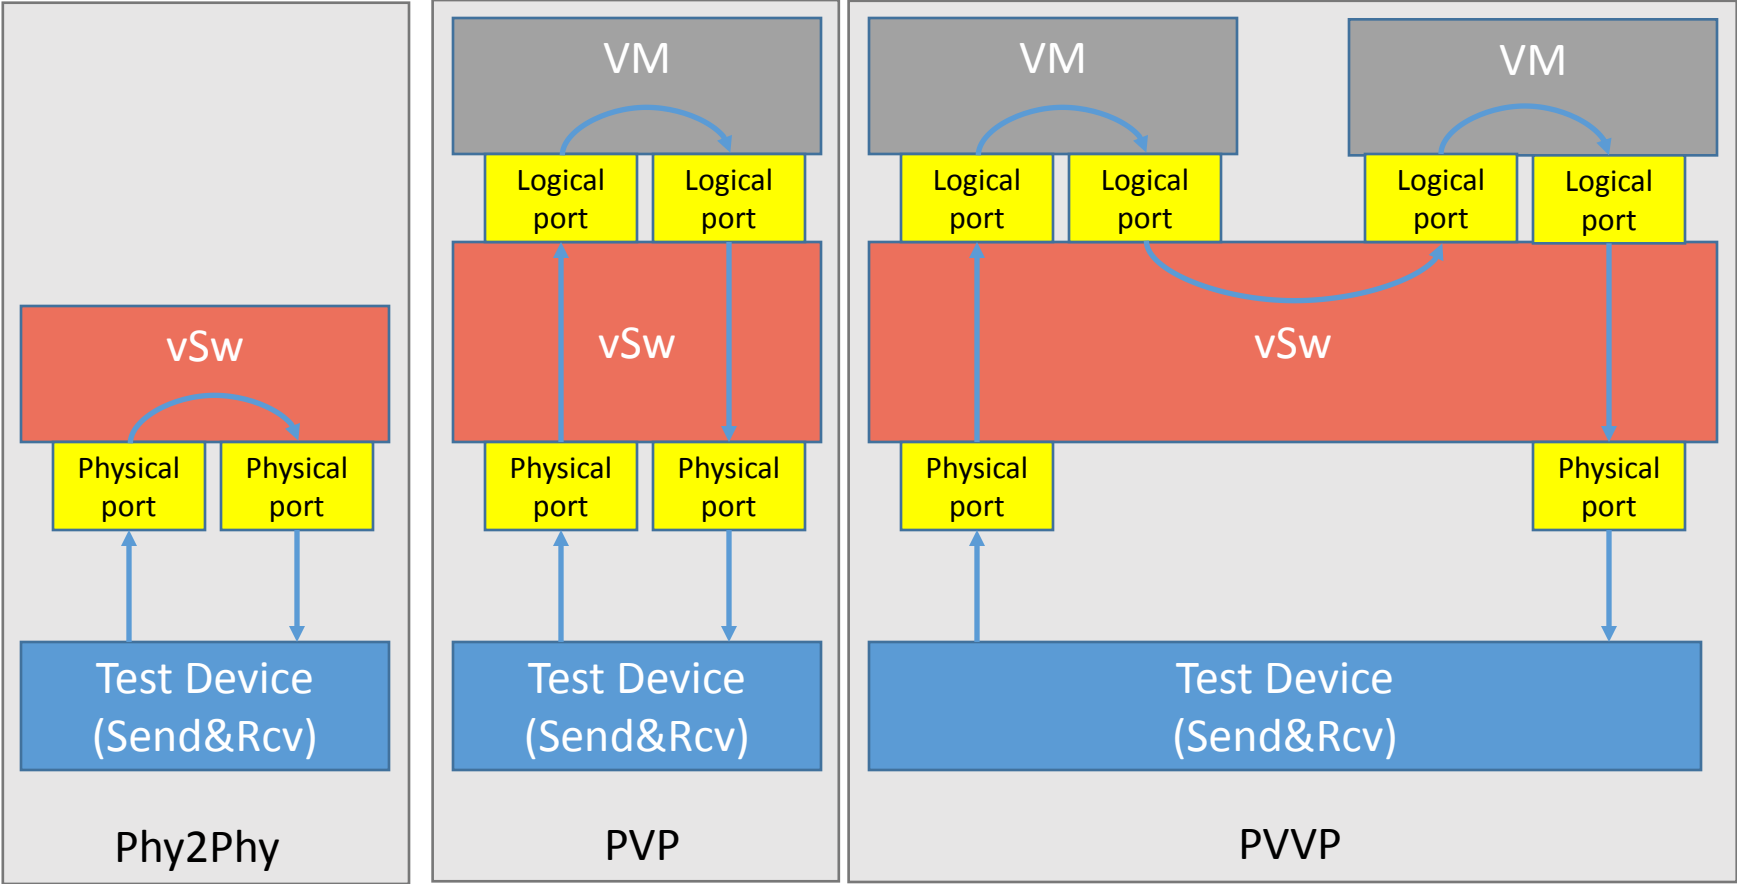 vSw
Physical
port
Physical
port
Test Device
(Send&Rcv)
Phy2Phy
VM
Logical
port
Logical
port
vSw
Physical
port
Physical
port
Test Device
(Send&Rcv)
PVP
VM
VM
Logical
port
Logical
port
Logical
port
Logical
port
vSw
Physical
port
Physical
port
Test Device
(Send&Rcv)
PVVP